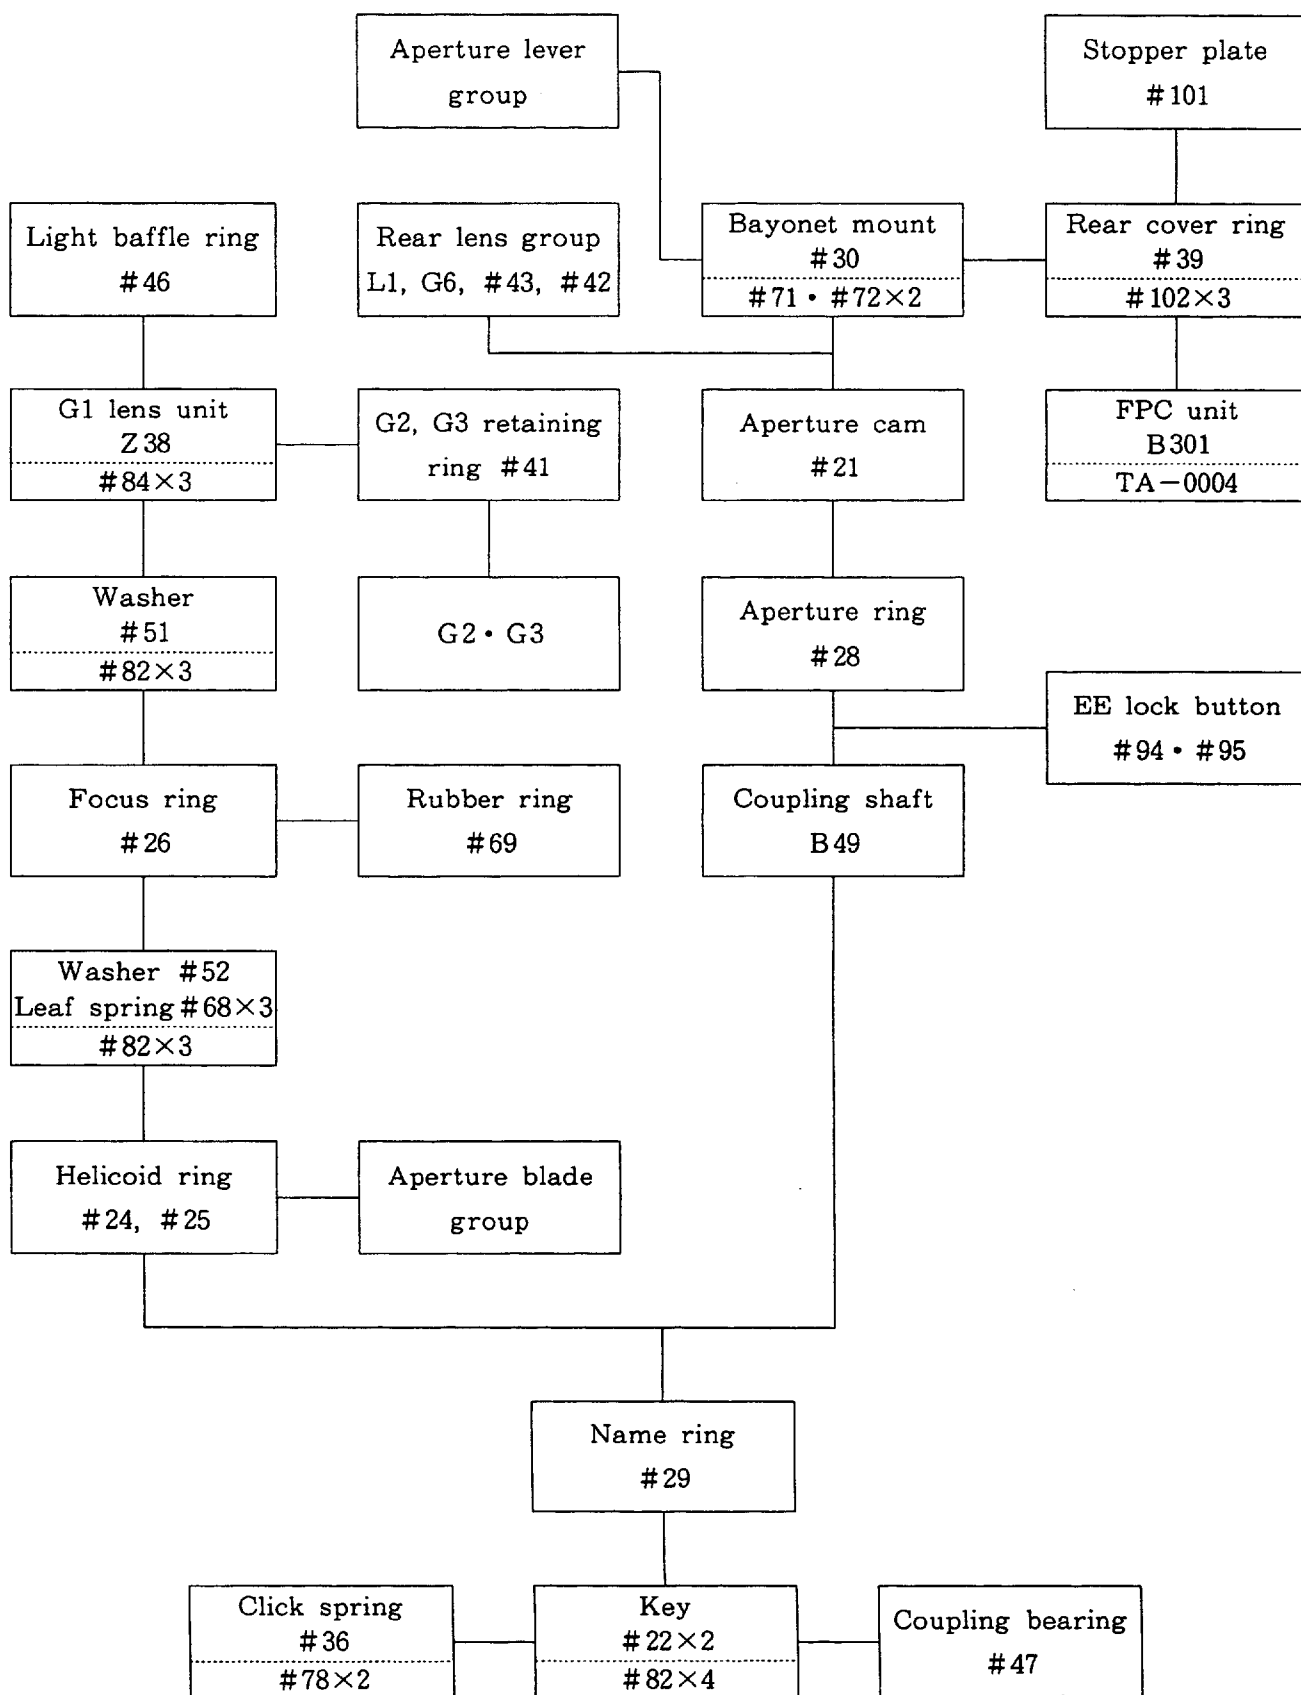 Aperture lever
group
Stopper plate
#101
Light baffle ring
#46
Rear lens group
L1, G6, #43, #42
Bayonet mount
#30
#71・#72×2
Rear cover ring
#39
#102×3
G1 lens unit
Z38
#84×3
G2, G3 retaining
ring #41
Aperture cam
#21
FPC unit
B301
TA-0004
Washer
#51
#82×3
G2・G3
Aperture ring
#28
EE lock button
#94・#95
Focus ring
#26
Rubber ring
#69
Coupling shaft
B49
Washer #52
Leaf spring #68×3
#82×3
Helicoid ring
#24, #25
Aperture blade
group
Name ring
#29
Click spring
#36
#78×2
Key
#22×2
#82×4
Coupling bearing
#47